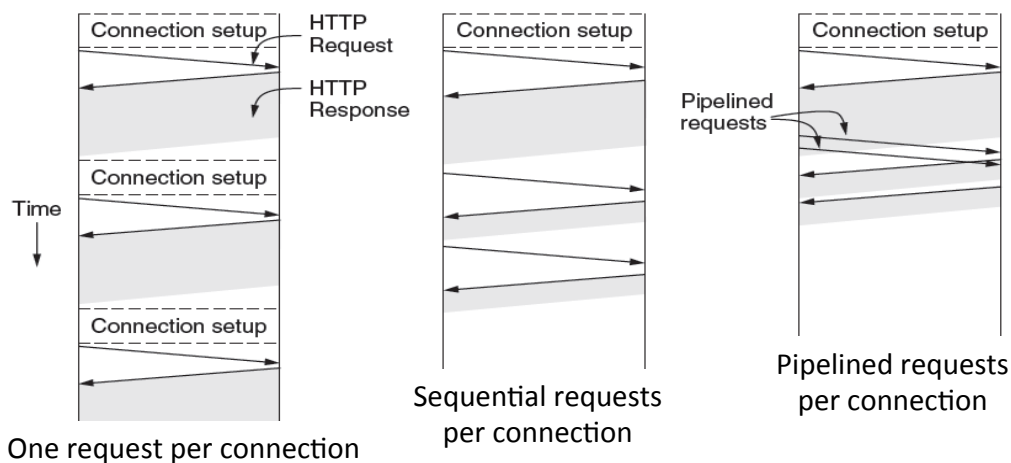 Connection setup
HTTP
Request
HTTP
Response
Connection setup
Time
Connection setup
One request per connection
Connection setup
Sequential requests
per connection
Connection setup
Pipelined
requests
Pipelined requests
per connection